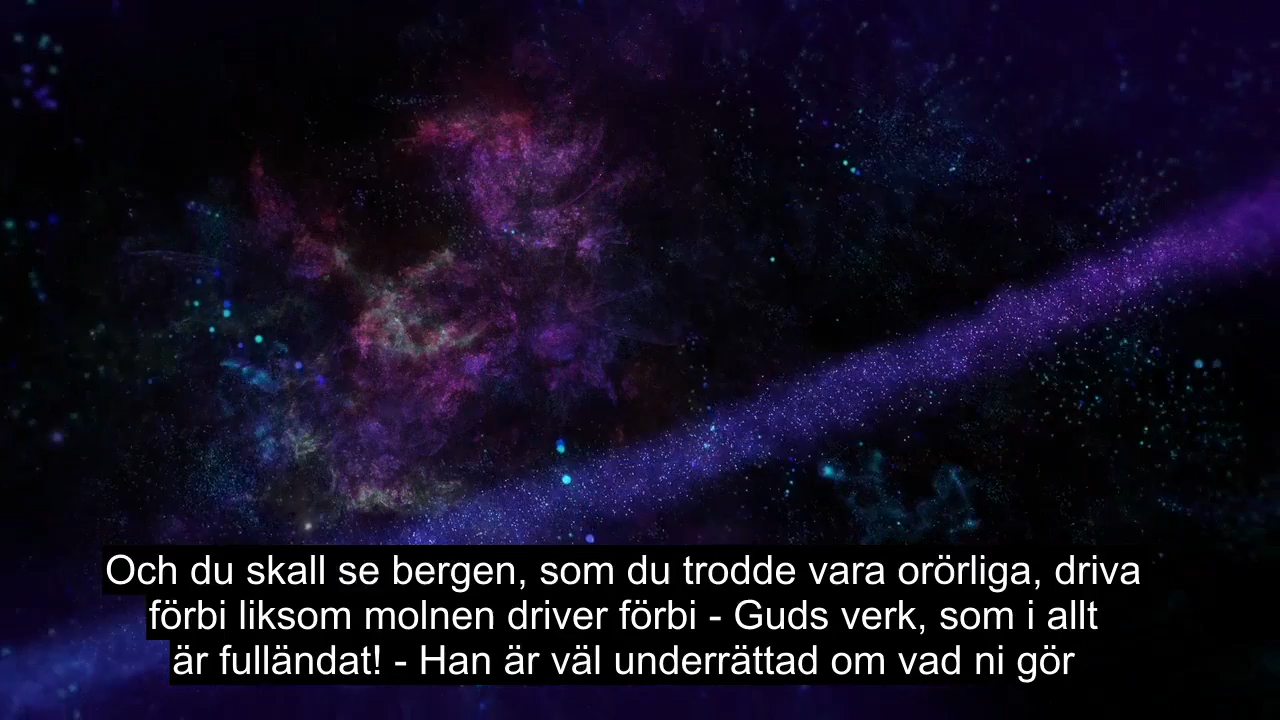 Och du skall se bergen, som du trodde vara orörliga, driva
förbi liksom molnen driver förbi - Guds verk, som i allt
är fulländat! - Han är väl underrättad om vad ni gör